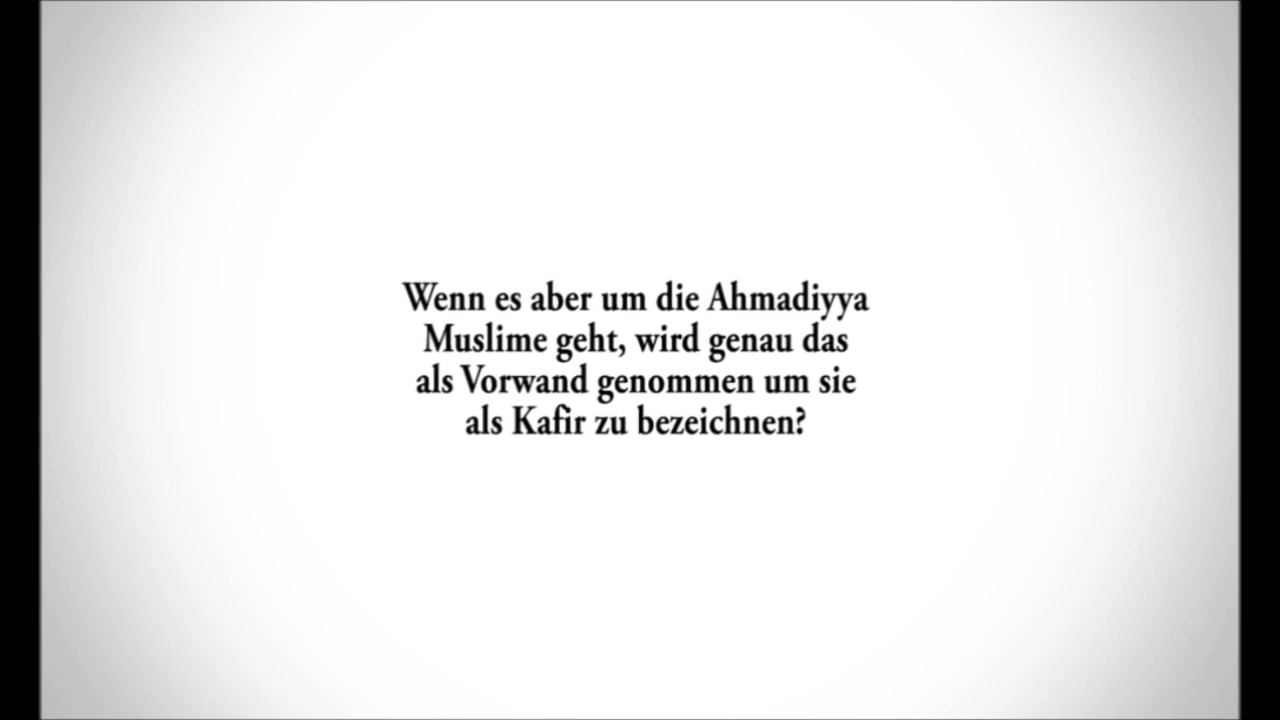 Wenn es aber um die Ahmadiyya
Muslime geht, wird genau das
als Vorwand genommen um sie
als Kafir zu bezeichnen?